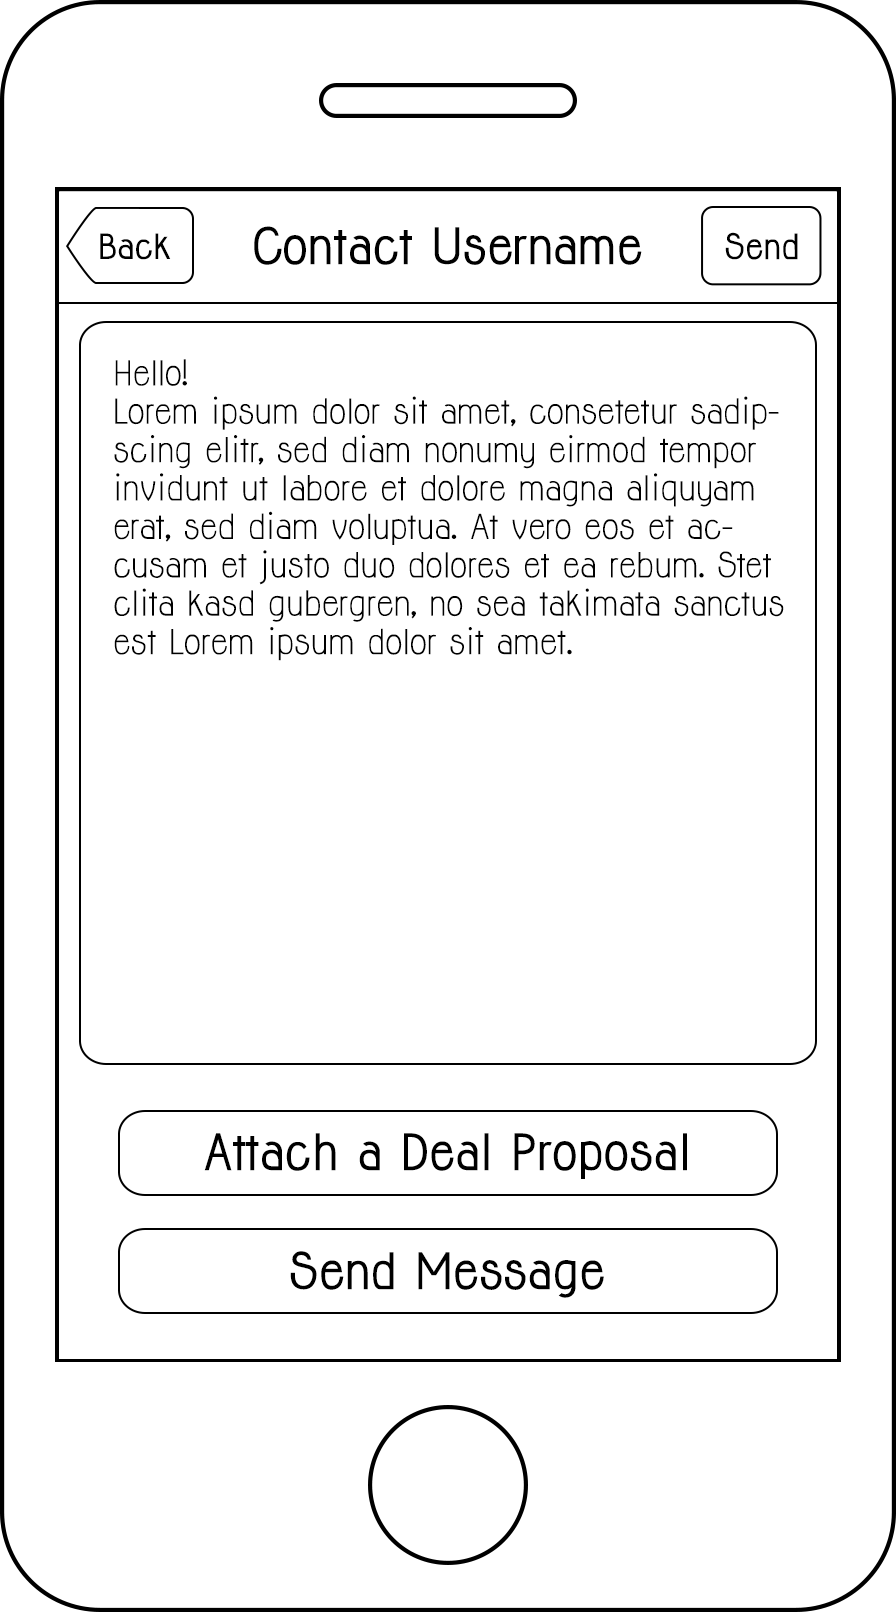 Back
Contact Username
Send
Hello!
Lorem ipsum dolor sit amet, consetetur sadip-
scing elitr, sed diam nonumy eirmod tempor
invidunt ut labore et dolore magna aliquyam
erat, sed diam voluptua. At vero eos et ac-
cusam et justo duo dolores et ea rebum. Stet
clita kasd gubergren, no sea takimata sanctus
est Lorem ipsum dolor sit amet.
Attach a Deal Proposal
Send Message